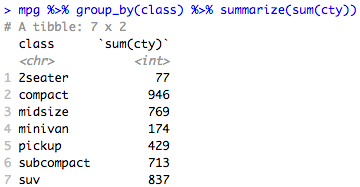 > mpg %>% group_by(class) %>% summarize(sum(cty))
# A tibble: 7 x 2
  class      `sum(cty)`
  <chr>           <int>
1 2seater            77
2 compact           946
3 midsize           769
4 minivan           174
5 pickup            429
6 subcompact        713
7 suv               837